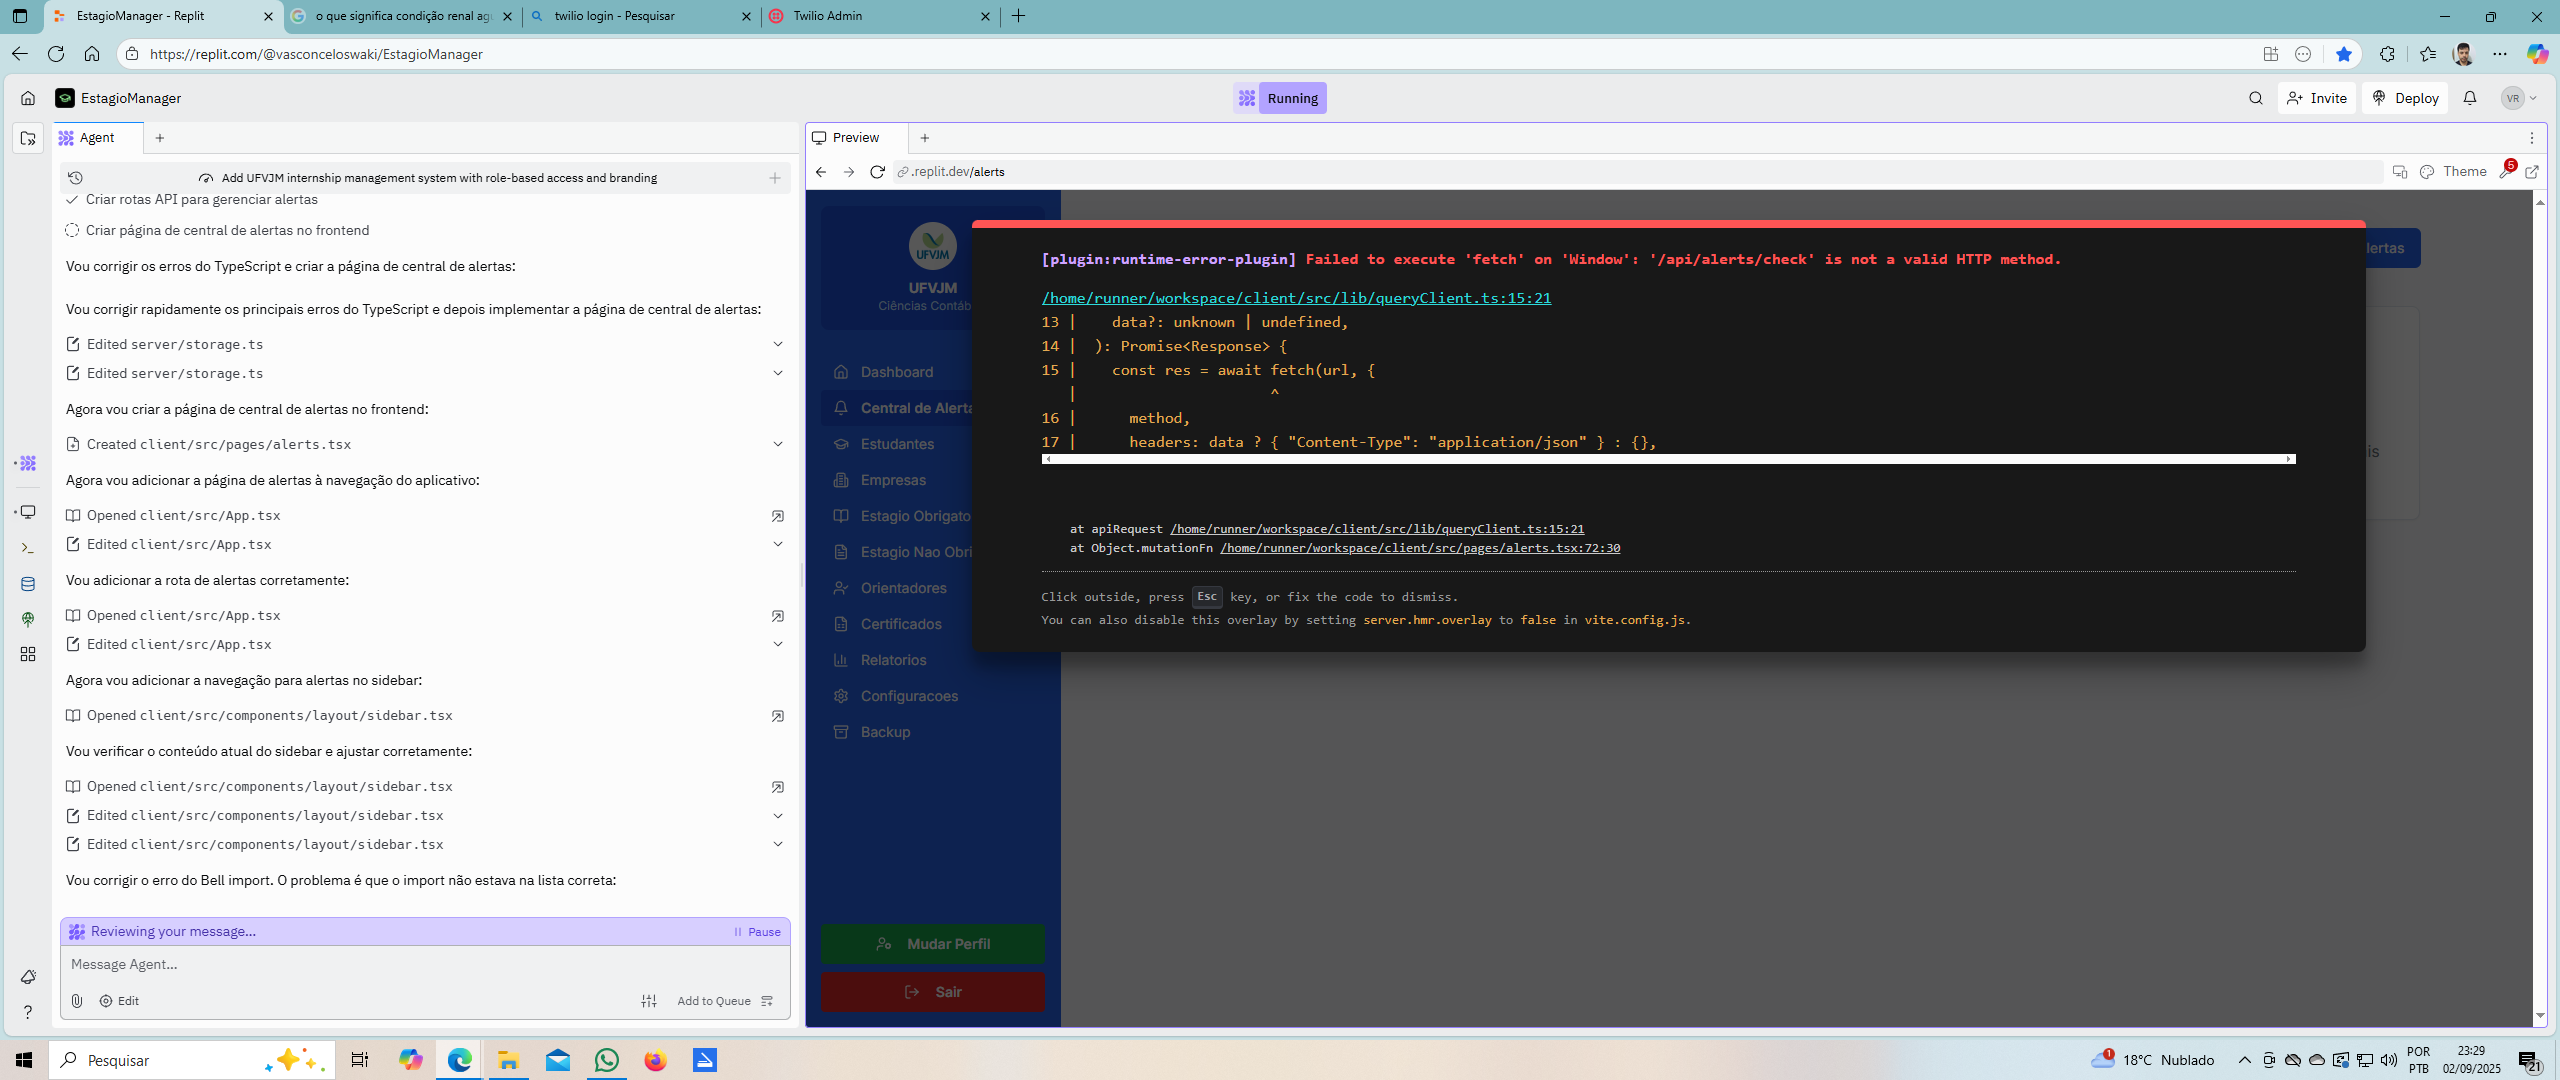 EstagioManager - Replit
o que significa condição renal agu
twilio login - Pesquisar
Twilio Admin
https://replit.com/@vasconceloswaki/EstagioManager
EstagioManager
Running
Invite
Deploy
VR
Agent
Preview
Add UFVJM internship management system with role-based access and branding
.replit.dev/alerts
Theme
5
Criar rotas API para gerenciar alertas
Criar página de central de alertas no frontend
Vou corrigir os erros do TypeScript e criar a página de central de alertas:
Vou corrigir rapidamente os principais erros do TypeScript e depois implementar a página de central de alertas:
Edited server/storage.ts
Edited server/storage.ts
Agora vou criar a página de central de alertas no frontend:
Created client/src/pages/alerts.tsx
Agora vou adicionar a página de alertas à navegação do aplicativo:
Opened client/src/App.tsx
Edited client/src/App.tsx
Vou adicionar a rota de alertas corretamente:
Opened client/src/App.tsx
Edited client/src/App.tsx
Agora vou adicionar a navegação para alertas no sidebar:
Opened client/src/components/layout/sidebar.tsx
Vou verificar o conteúdo atual do sidebar e ajustar corretamente:
Opened client/src/components/layout/sidebar.tsx
Edited client/src/components/layout/sidebar.tsx
Edited client/src/components/layout/sidebar.tsx
Vou corrigir o erro do Bell import. O problema é que o import não estava na lista correta:
Reviewing your message...
Pause
Message Agent...
Edit
Add to Queue
UFVJM
UFVJM
Ciências Contáb
Dashboard
Central de Alerta
Estudantes
Empresas
Estagio Obrigato
Estagio Nao Obri
Orientadores
Certificados
Relatorios
Configuracoes
Backup
Mudar Perfil
Sair
lertas
is
[plugin:runtime-error-plugin] Failed to execute 'fetch' on 'Window': '/api/alerts/check' is not a valid HTTP method.
/home/runner/workspace/client/src/lib/queryClient.ts:15:21
13 |    data?: unknown | undefined,
14 |  ): Promise<Response> {
15 |    const res = await fetch(url, {
|                      ^
16 |      method,
17 |      headers: data ? { "Content-Type": "application/json" } : {},
at apiRequest /home/runner/workspace/client/src/lib/queryClient.ts:15:21
at Object.mutationFn /home/runner/workspace/client/src/pages/alerts.tsx:72:30
Click outside, press Esc key, or fix the code to dismiss.
You can also disable this overlay by setting server.hmr.overlay to false in vite.config.js.
Pesquisar
1
18°C Nublado
POR
PTB
23:29
02/09/2025
21